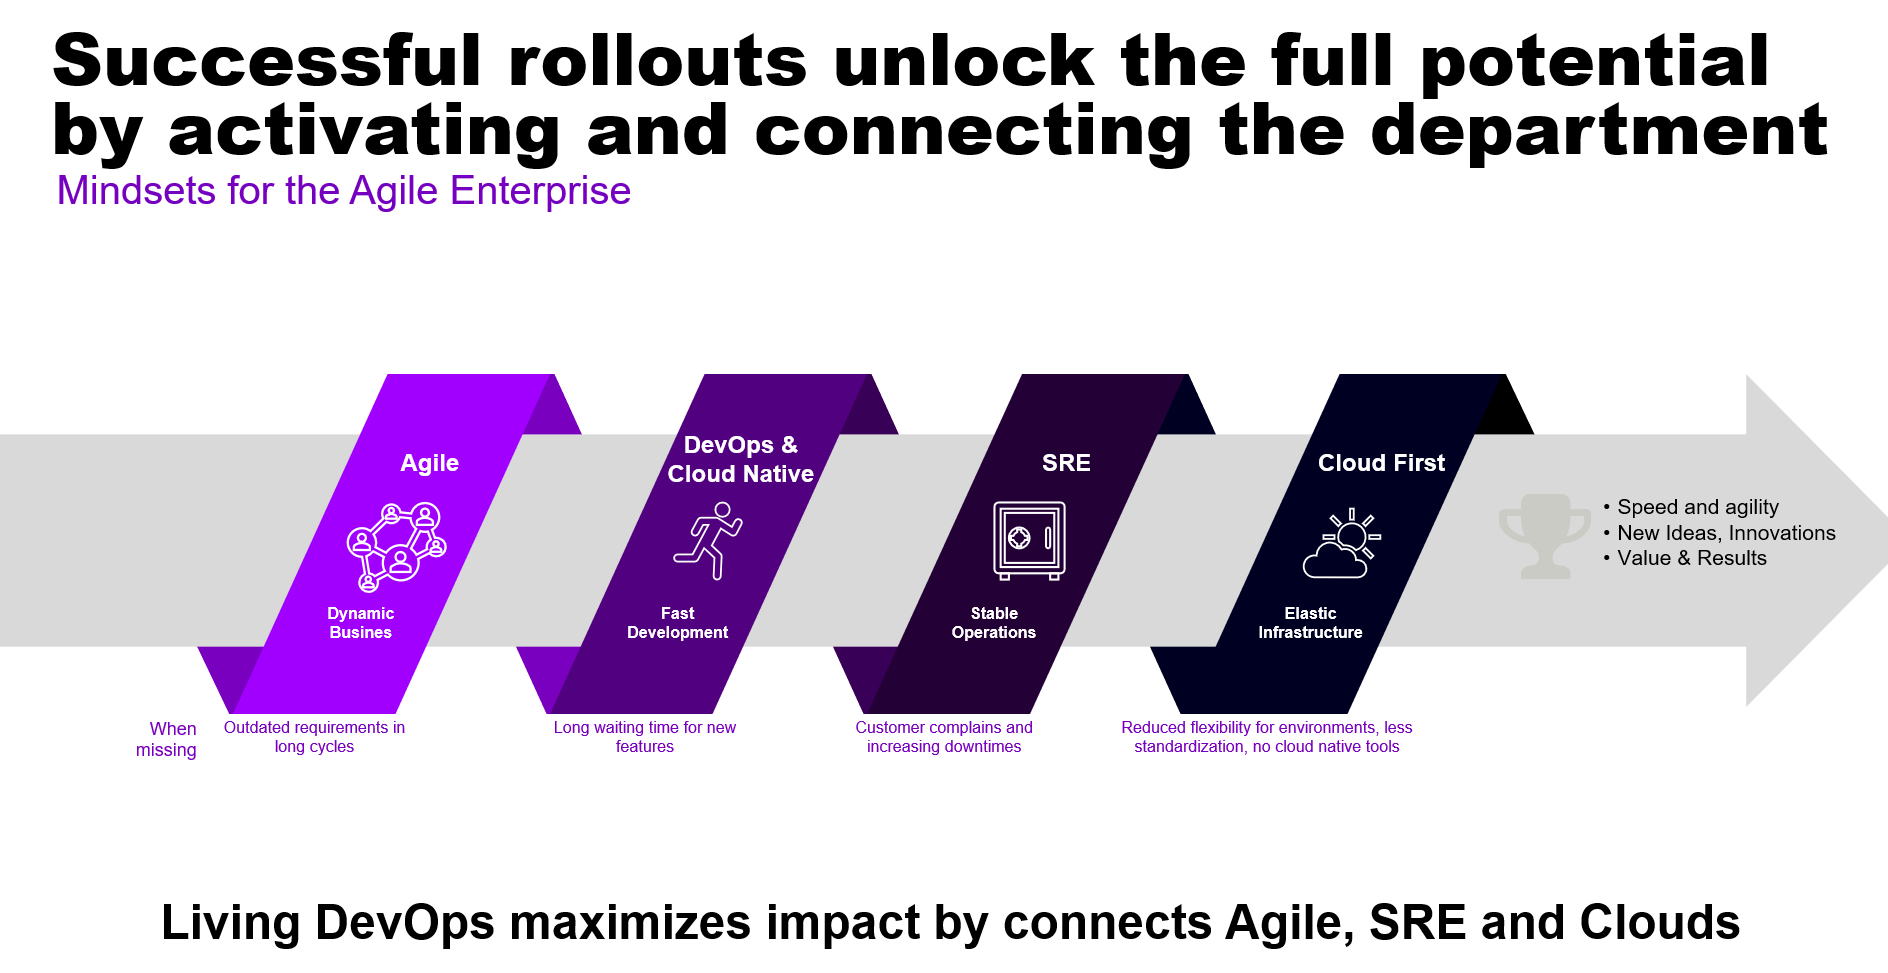 Successful rollouts unlock the full potential
by activating and connecting the department
Mindsets for the Agile Enterprise
Agile
Dynamic
Busines
DevOps &
Cloud Native
Fast
Development
SRE
Stable
Operations
Cloud First
Elastic
Infrastructure
• Speed and agility
• New Ideas, Innovations
• Value & Results
When
missing
Outdated requirements in
long cycles
Long waiting time for new
features
Customer complains and
increasing downtimes
Reduced flexibility for environments, less
standardization, no cloud native tools
Living DevOps maximizes impact by connects Agile, SRE and Clouds